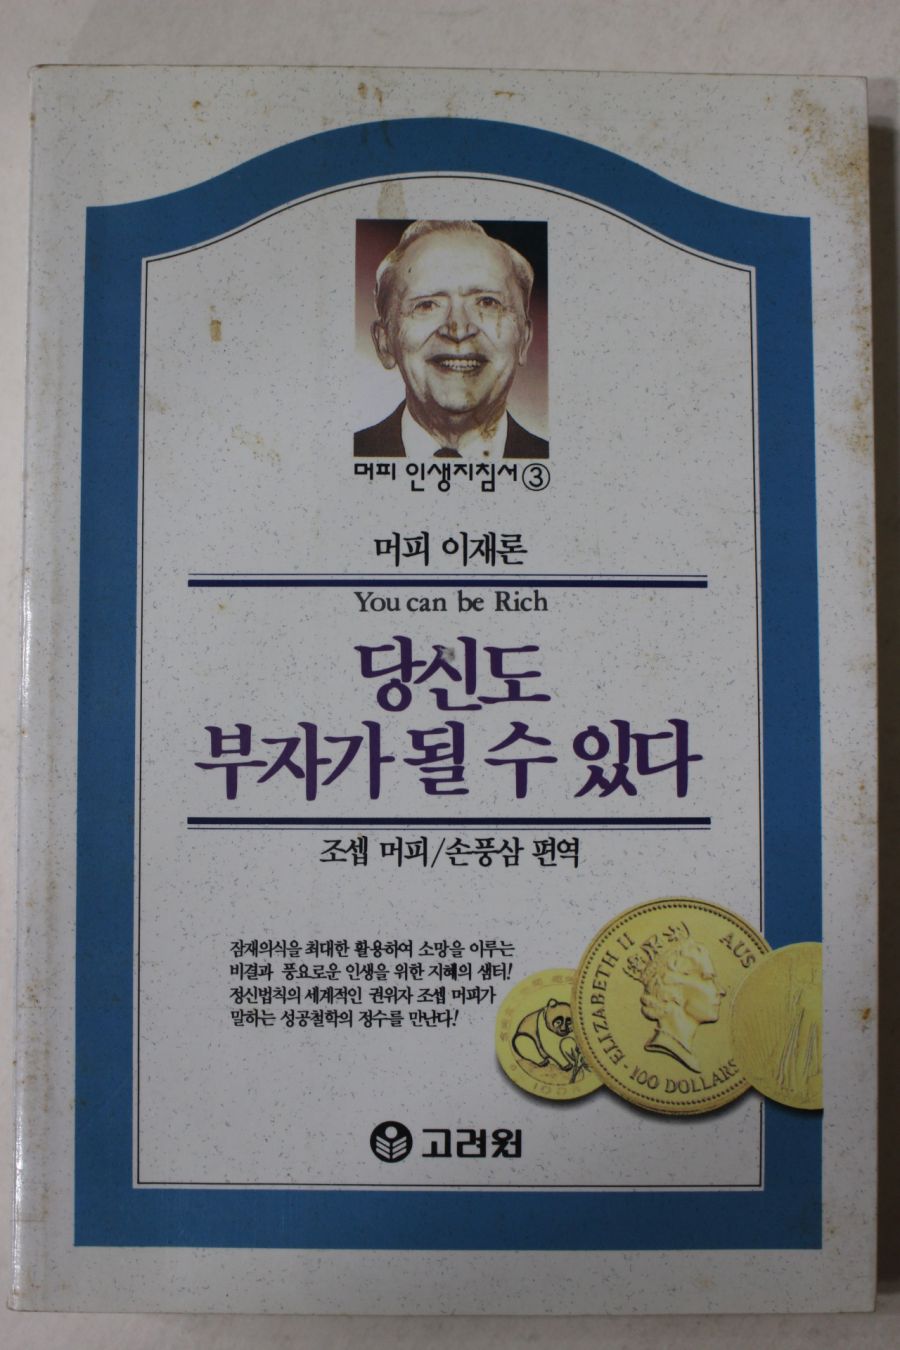 머피 인생지침서③
머피 이재론
You can be Rich
당신도
부자가 될 수 있다
조셉 머피/손풍삼 편역
잠재의식을 최대한 활용하여 소망을 이루는
비결과 풍요로운 인생을 위한 지혜의 샘터!
정신법칙의 세계적인 권위자 조셉 머피가
말하는 성공철학의 정수를 만난다!
ELIZABETH II
AUS
100 DOLLARS
고려원